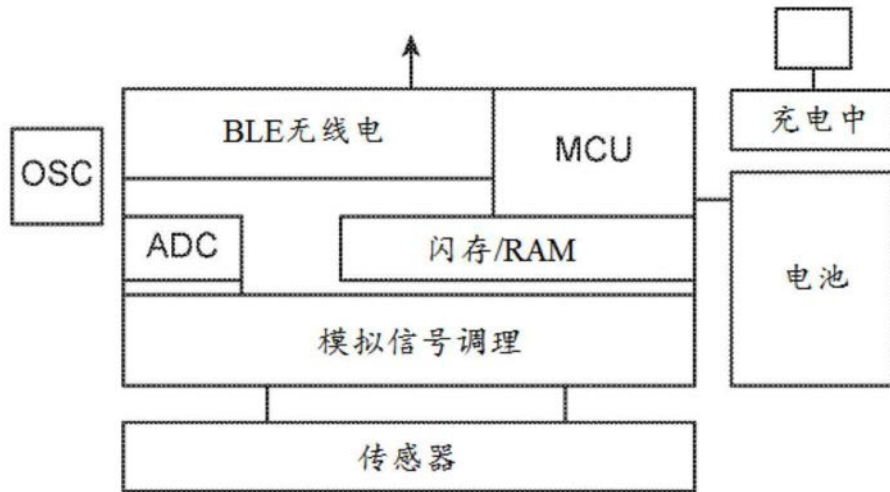 充电中
BLE无线电
MCU
OSC
ADC
闪存/RAM
电池
模拟信号调理
传感器